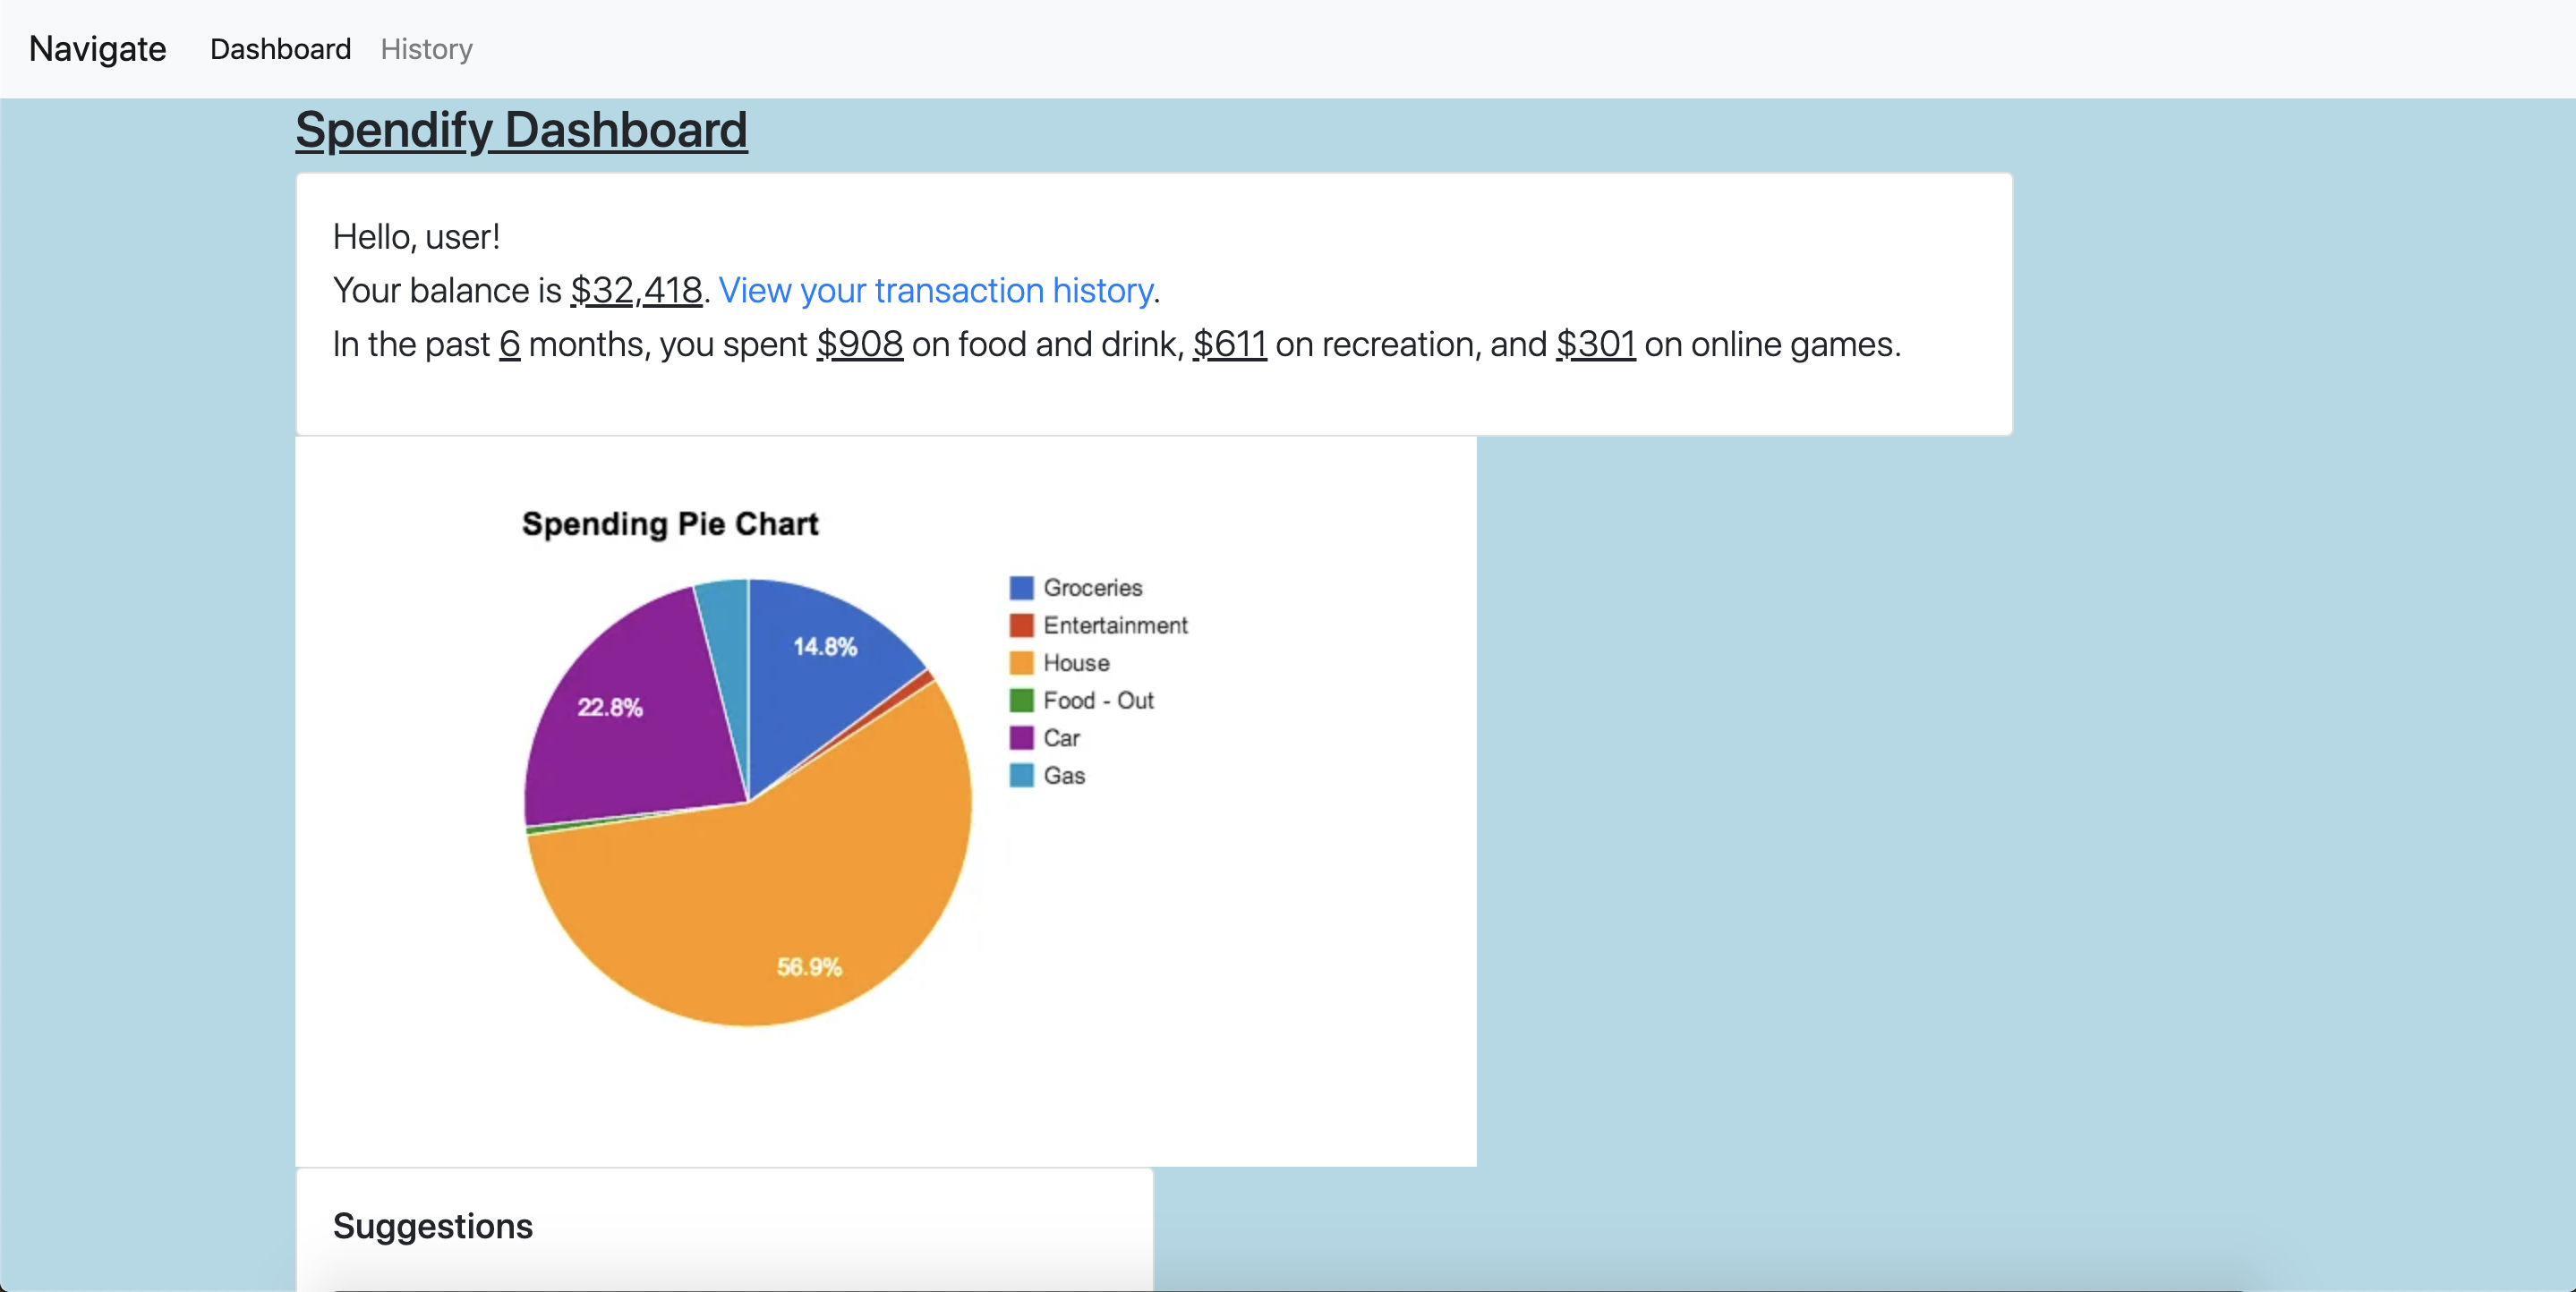 Navigate Dashboard History
Spendify Dashboard
Hello, user!
Your balance is $32,418. View your transaction history.
In the past 6 months, you spent $908 on food and drink, $611 on recreation, and $301 on online games.
Spending Pie Chart
Groceries
Entertainment
House
Food - Out
Car
Gas
14.8%
22.8%
56.9%
Suggestions